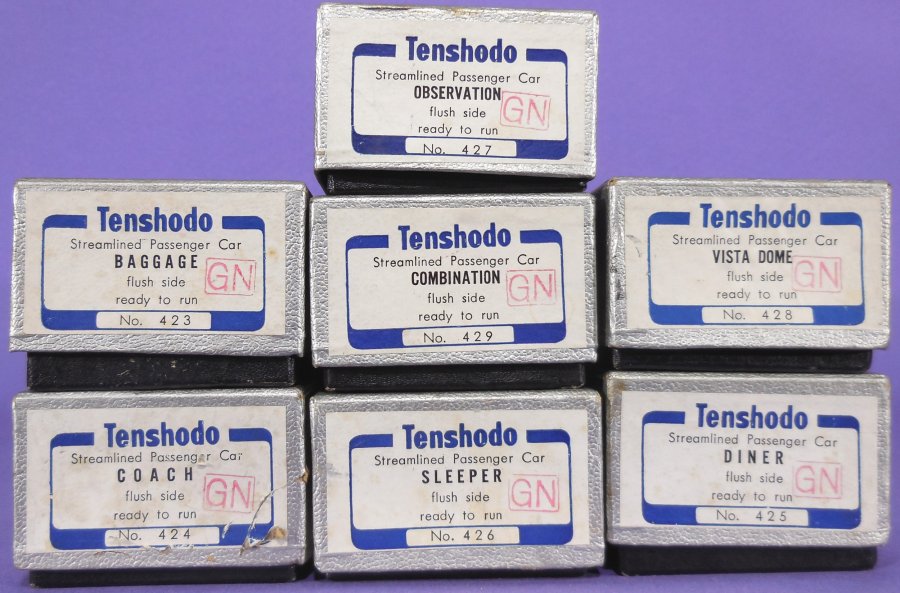 Tenshodo
Streamlined Passenger Car
OBSERVATION
flush side
ready to run
GN
No. 427
Tenshodo
Streamlined Passenger Car
BAGGAGE
flush side
ready to run
GN
No. 423
Tenshodo
Streamlined Passenger Car
COMBINATION
flush side
ready to run
GN
No. 429
Tenshodo
Streamlined Passenger Car
VISTA DOME
flush side
ready to run
GN
No. 428
Tenshodo
Streamlined Passenger Car
COACH
flush side
ready to run
GN
No. 424
Tenshodo
Streamlined Passenger Car
SLEEPER
flush side
ready to run
GN
No. 426
Tenshodo
Streamlined Passenger Car
DINER
flush side
ready to run
GN
No. 425